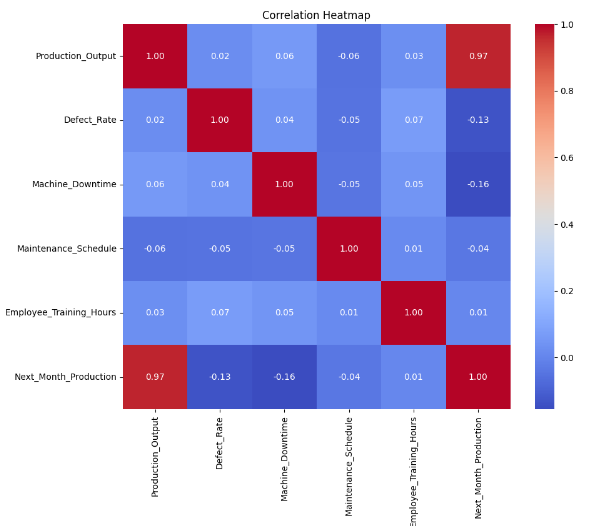 Correlation Heatmap
Production_Output 1.00 0.02 0.06 -0.06 0.03 0.97
Defect_Rate 0.02 1.00 0.04 -0.05 0.07 -0.13
Machine_Downtime 0.06 0.04 1.00 -0.05 0.05 -0.16
Maintenance_Schedule -0.06 -0.05 -0.05 1.00 0.01 -0.04
Employee_Training_Hours 0.03 0.07 0.05 0.01 1.00 0.01
Next_Month_Production 0.97 -0.13 -0.16 -0.04 0.01 1.00
Production_Output
Defect_Rate
Machine_Downtime
Maintenance_Schedule
Employee_Training_Hours
Next_Month_Production
1.0
0.8
0.6
0.4
0.2
0.0